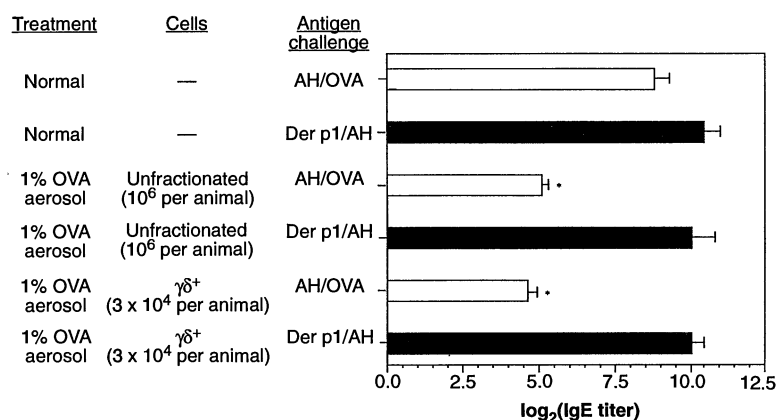 Treatment Cells Antigen challenge
Normal — AH/OVA
Normal — Der p1/AH
1% OVA aerosol Unfractionated (10⁶ per animal) AH/OVA *
1% OVA aerosol Unfractionated (10⁶ per animal) Der p1/AH
1% OVA aerosol γδ⁺ (3 x 10⁴ per animal) AH/OVA *
1% OVA aerosol γδ⁺ (3 x 10⁴ per animal) Der p1/AH
0.0 2.5 5.0 7.5 10.0 12.5
log₂(IgE titer)